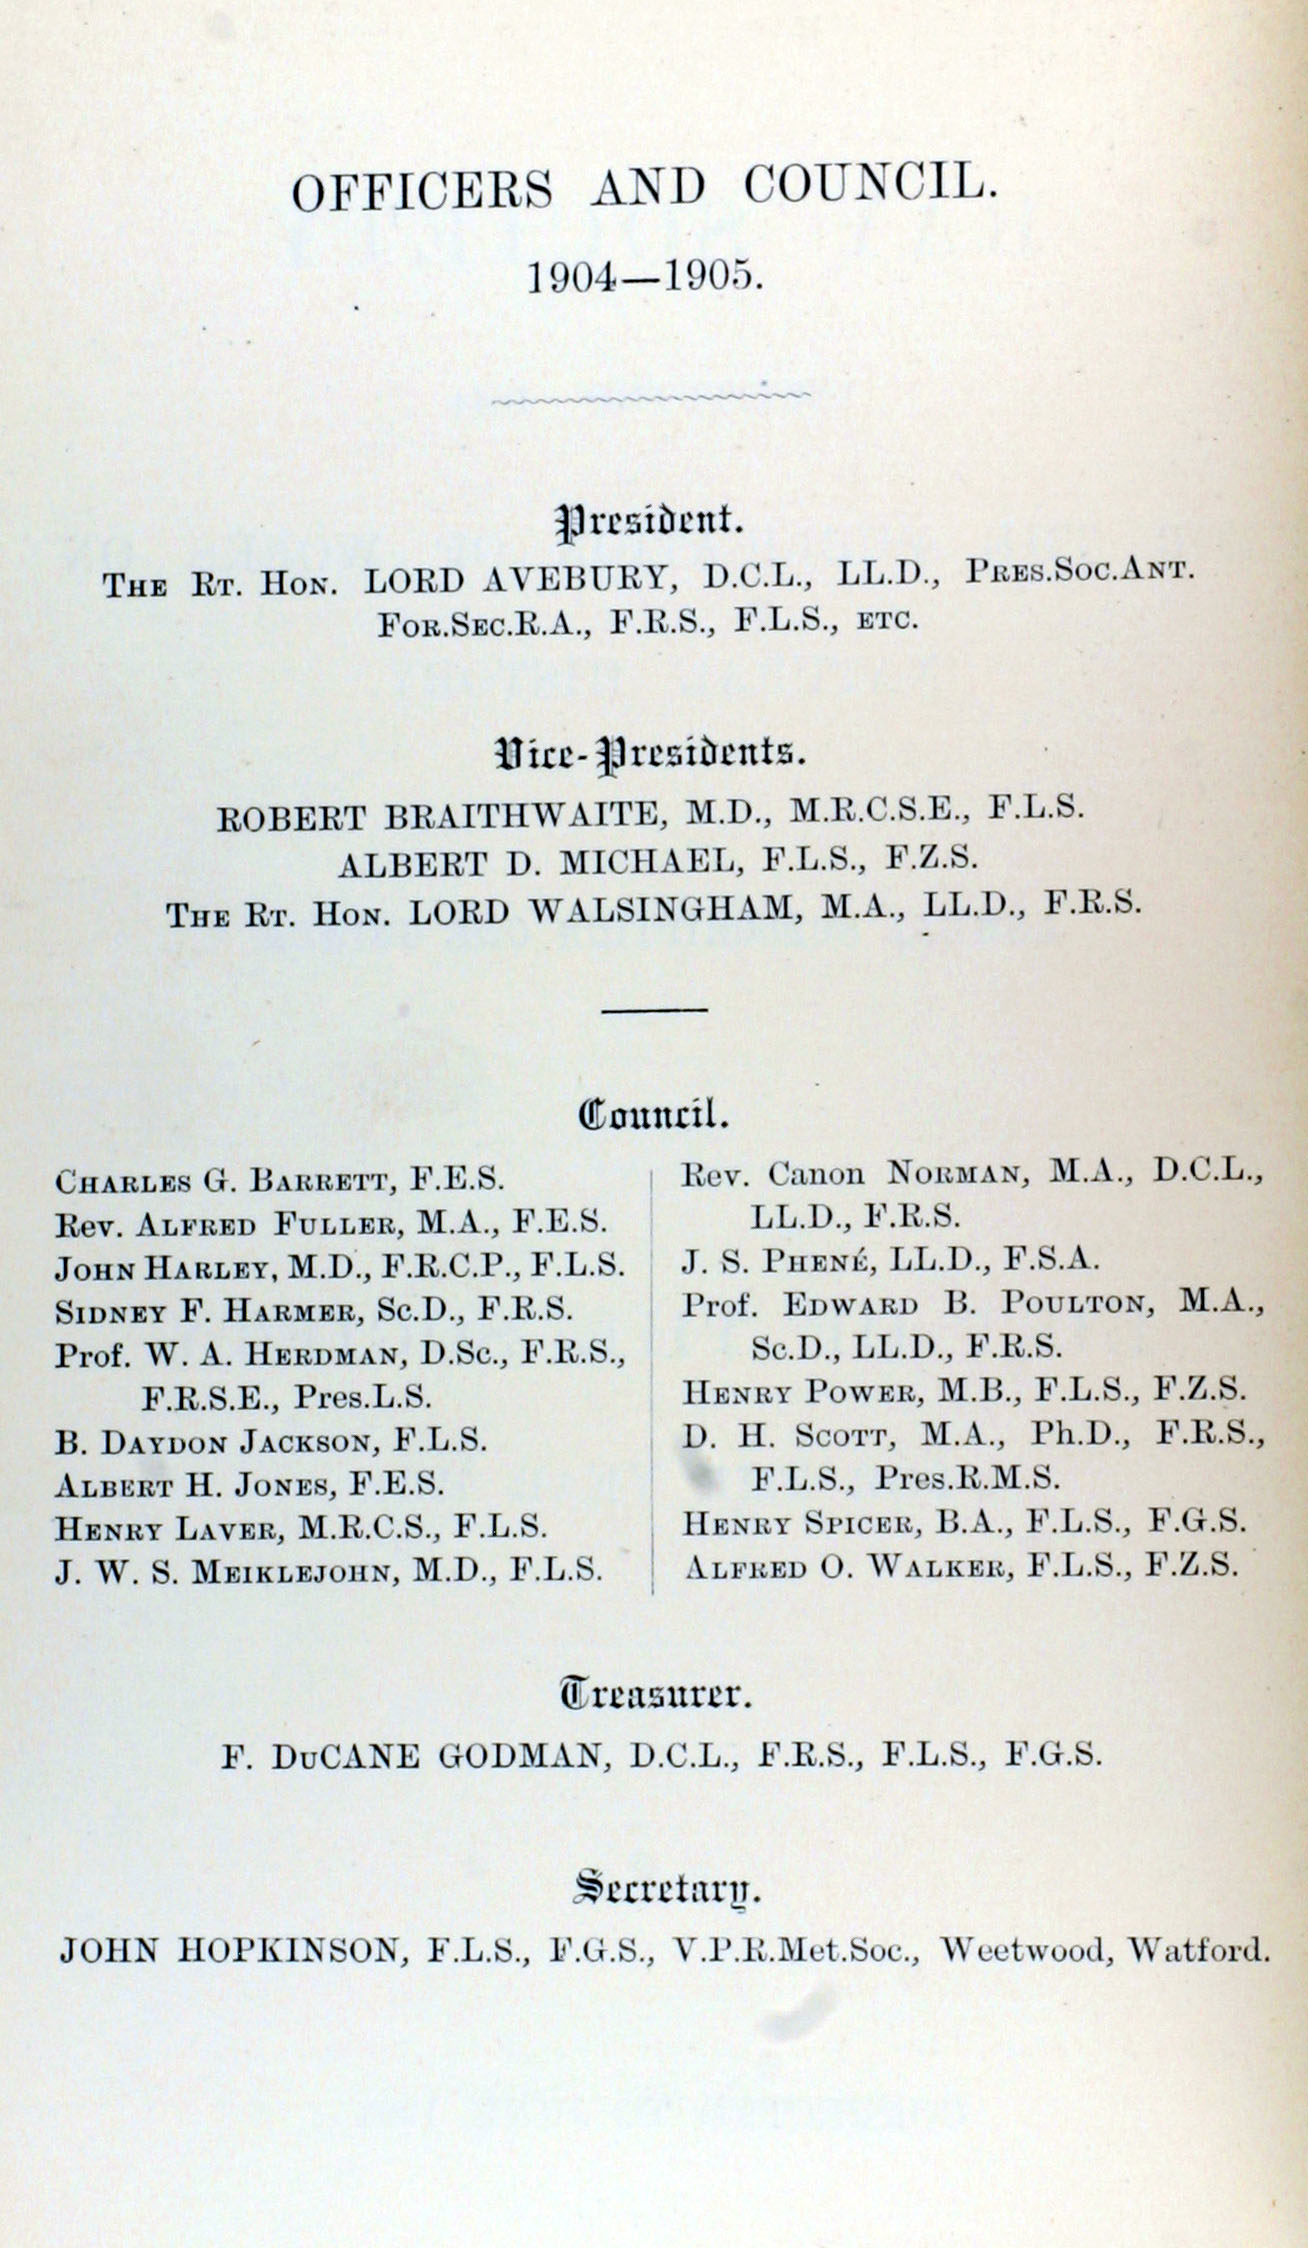 OFFICERS AND COUNCIL.
1904—1905.
President.
THE RT. HON. LORD AVEBURY, D.C.L., LL.D., PRES.SOC.ANT.
FOR.SEC.R.A., F.R.S., F.L.S., ETC.
Vice-Presidents.
ROBERT BRAITHWAITE, M.D., M.R.C.S.E., F.L.S.
ALBERT D. MICHAEL, F.L.S., F.Z.S.
THE RT. HON. LORD WALSINGHAM, M.A., LL.D., F.R.S.
Council.
CHARLES G. BARRETT, F.E.S.
Rev. ALFRED FULLER, M.A., F.E.S.
JOHN HARLEY, M.D., F.R.C.P., F.L.S.
SIDNEY F. HARMER, Sc.D., F.R.S.
Prof. W. A. HERDMAN, D.Sc., F.R.S.,
F.R.S.E., Pres.L.S.
B. DAYDON JACKSON, F.L.S.
ALBERT H. JONES, F.E.S.
HENRY LAVER, M.R.C.S., F.L.S.
J. W. S. MEIKLEJOHN, M.D., F.L.S.
Rev. Canon NORMAN, M.A., D.C.L.,
LL.D., F.R.S.
J. S. PHENÉ, LL.D., F.S.A.
Prof. EDWARD B. POULTON, M.A.,
Sc.D., LL.D., F.R.S.
HENRY POWER, M.B., F.L.S., F.Z.S.
D. H. SCOTT, M.A., Ph.D., F.R.S.,
F.L.S., Pres.R.M.S.
HENRY SPICER, B.A., F.L.S., F.G.S.
ALFRED O. WALKER, F.L.S., F.Z.S.
Treasurer.
F. DuCANE GODMAN, D.C.L., F.R.S., F.L.S., F.G.S.
Secretary.
JOHN HOPKINSON, F.L.S., F.G.S., V.P.R.Met.Soc., Weetwood, Watford.